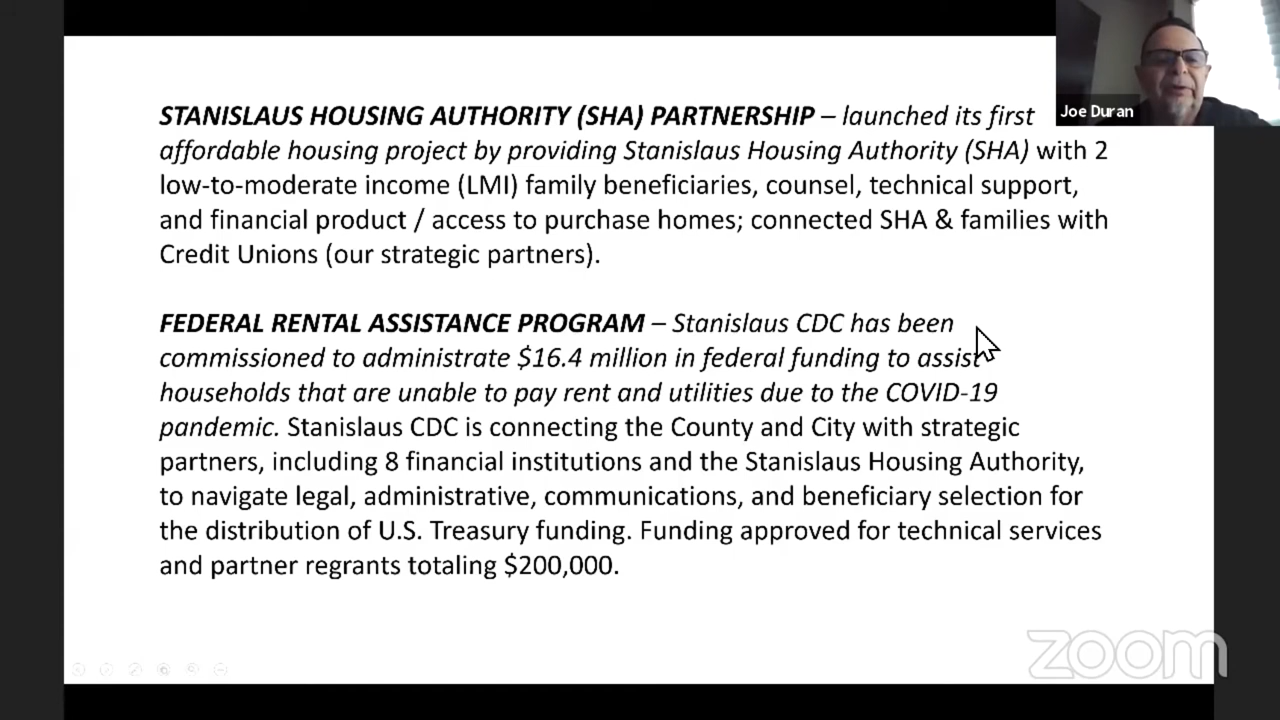 Joe Duran
STANISLAUS HOUSING AUTHORITY (SHA) PARTNERSHIP – launched its first
affordable housing project by providing Stanislaus Housing Authority (SHA) with 2
low-to-moderate income (LMI) family beneficiaries, counsel, technical support,
and financial product / access to purchase homes; connected SHA & families with
Credit Unions (our strategic partners).
FEDERAL RENTAL ASSISTANCE PROGRAM – Stanislaus CDC has been
commissioned to administrate $16.4 million in federal funding to assist
households that are unable to pay rent and utilities due to the COVID-19
pandemic. Stanislaus CDC is connecting the County and City with strategic
partners, including 8 financial institutions and the Stanislaus Housing Authority,
to navigate legal, administrative, communications, and beneficiary selection for
the distribution of U.S. Treasury funding. Funding approved for technical services
and partner regrants totaling $200,000.
zoom